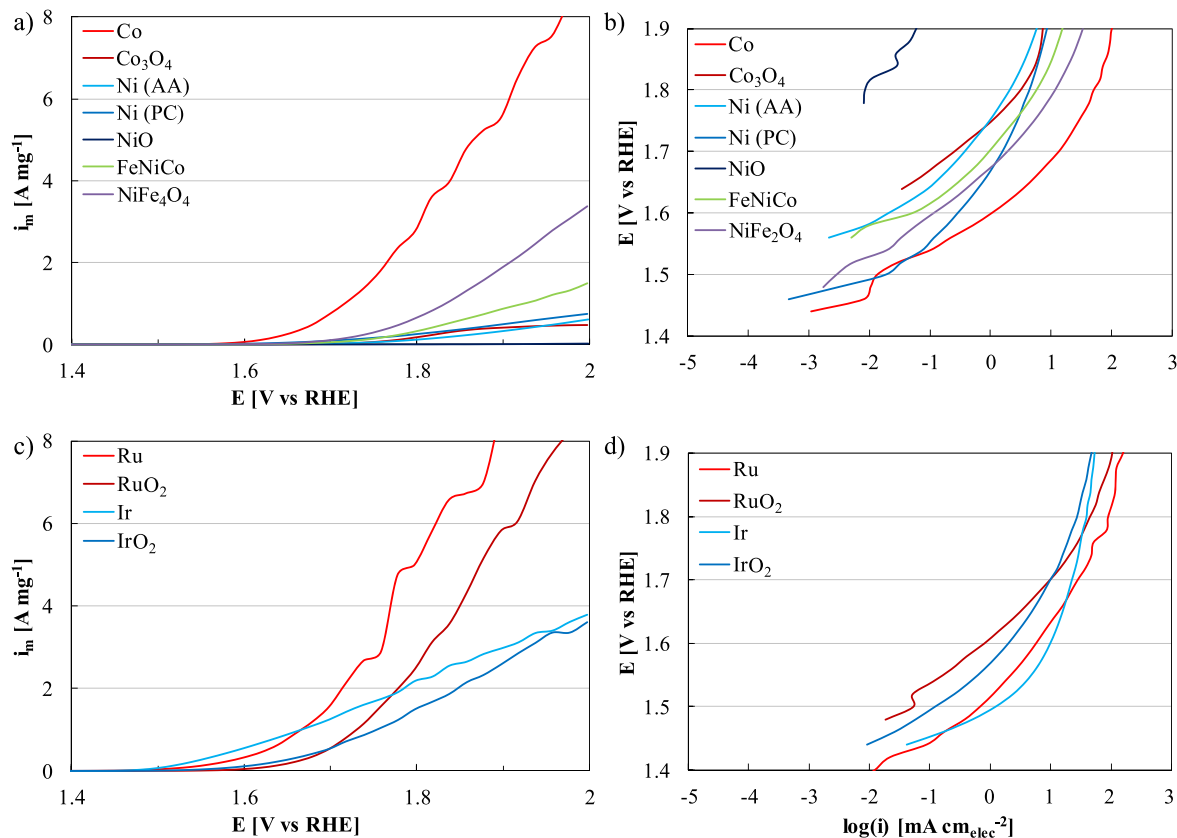 a)
8
6
4
2
0
i_m [A mg⁻¹]
Co
Co₃O₄
Ni (AA)
Ni (PC)
NiO
FeNiCo
NiFe₄O₄
1.4
1.6
1.8
2
E [V vs RHE]
b)
1.9
1.8
1.7
1.6
1.5
1.4
E [V vs RHE]
Co
Co₃O₄
Ni (AA)
Ni (PC)
NiO
FeNiCo
NiFe₂O₄
-5
-4
-3
-2
-1
0
1
2
3
c)
8
6
4
2
0
i_m [A mg⁻¹]
Ru
RuO₂
Ir
IrO₂
1.4
1.6
1.8
2
E [V vs RHE]
d)
1.9
1.8
1.7
1.6
1.5
1.4
E [V vs RHE]
Ru
RuO₂
Ir
IrO₂
-5
-4
-3
-2
-1
0
1
2
3
log(i) [mA cm_elec⁻²]